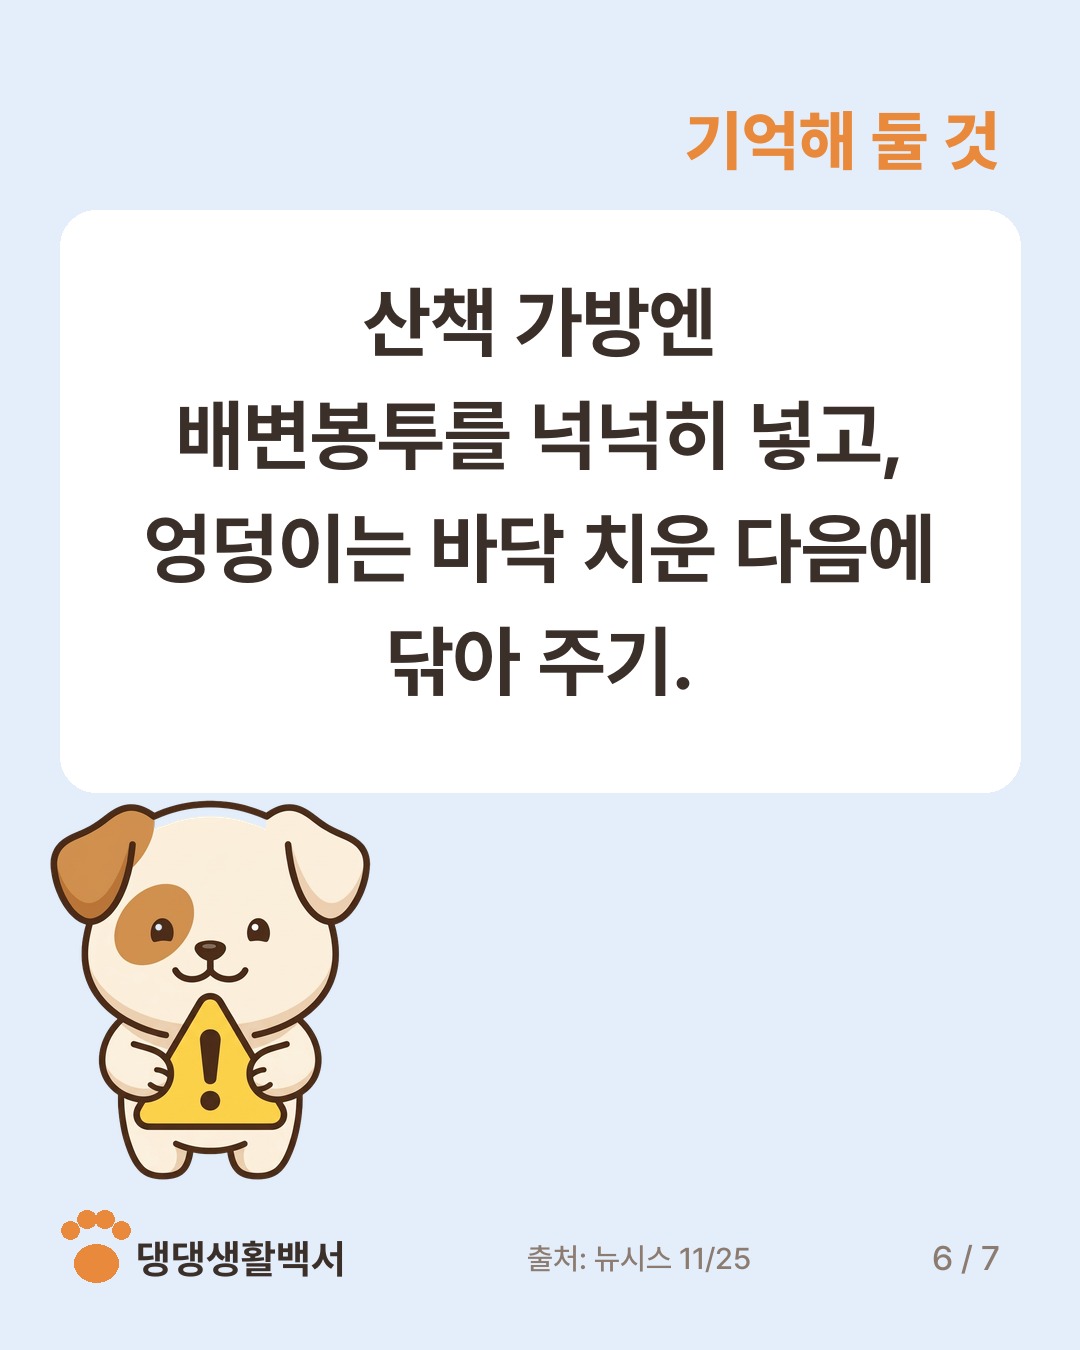 기억해 둘 것
산책 가방엔
배변봉투를 넉넉히 넣고,
엉덩이는 바닥 치운 다음에
닦아 주기.
댕댕생활백서
출처: 뉴시스 11/25
6 / 7